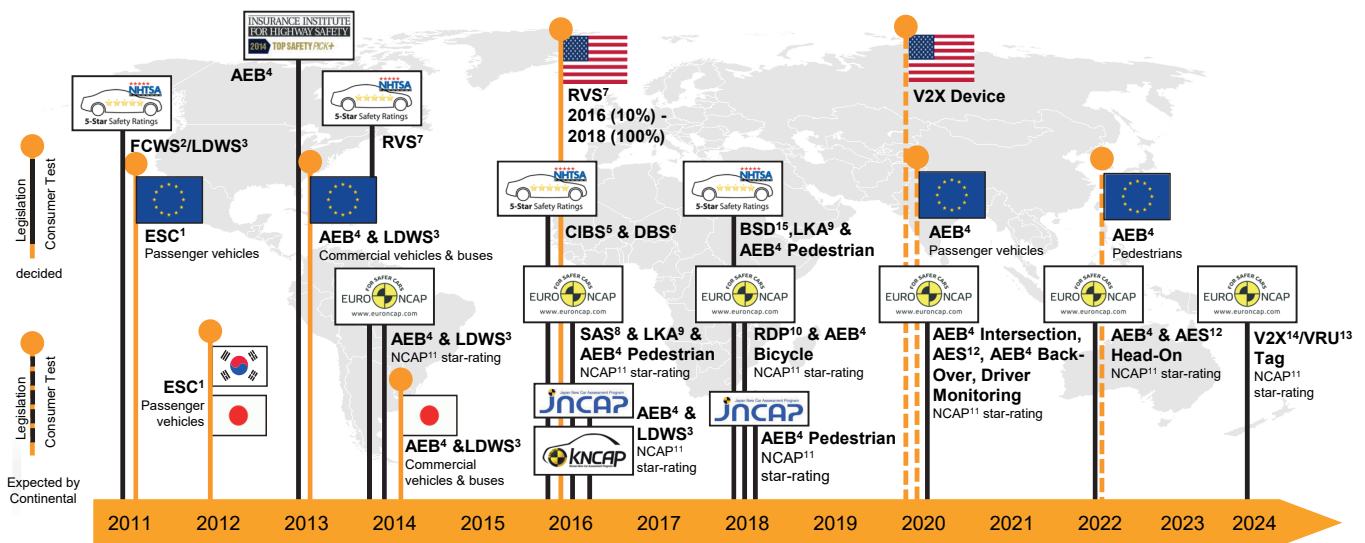 INSURANCE INSTITUTE
FOR HIGHWAY SAFETY
2014 TOP SAFETY PICK+
AEB⁴
NHTSA
5-Star Safety Ratings
FCWS²/LDWS³
NHTSA
5-Star Safety Ratings
RVS⁷
RVS⁷
2016 (10%) -
2018 (100%)
V2X Device
Legislation
Consumer Test
decided
ESC¹
Passenger vehicles
AEB⁴ & LDWS³
Commercial vehicles & buses
NHTSA
5-Star Safety Ratings
CIBS⁵ & DBS⁶
NHTSA
5-Star Safety Ratings
BSD¹⁵,LKA⁹ &
AEB⁴ Pedestrian
AEB⁴
Passenger vehicles
AEB⁴
Pedestrians
FOR SAFER CARS
EURO NCAP
www.euroncap.com
AEB⁴ & LDWS³
NCAP¹¹ star-rating
FOR SAFER CARS
EURO NCAP
www.euroncap.com
SAS⁸ & LKA⁹ &
AEB⁴ Pedestrian
NCAP¹¹ star-rating
FOR SAFER CARS
EURO NCAP
www.euroncap.com
RDP¹⁰ & AEB⁴
Bicycle
NCAP¹¹ star-rating
FOR SAFER CARS
EURO NCAP
www.euroncap.com
AEB⁴ Intersection,
AES¹², AEB⁴ Back-
Over, Driver
Monitoring
NCAP¹¹ star-rating
FOR SAFER CARS
EURO NCAP
www.euroncap.com
AEB⁴ & AES¹²
Head-On
NCAP¹¹ star-rating
FOR SAFER CARS
EURO NCAP
www.euroncap.com
V2X¹⁴/VRU¹³
Tag
NCAP¹¹
star-rating
Legislation
Consumer Test
Expected by
Continental
ESC¹
Passenger
vehicles
AEB⁴ &LDWS³
Commercial
vehicles & buses
Japan New Car Assessment Program
JNCAP
KNCAP
AEB⁴ &
LDWS³
NCAP¹¹
star-rating
Japan New Car Assessment Program
JNCAP
AEB⁴ Pedestrian
NCAP¹¹
star-rating
2011 2012 2013 2014 2015 2016 2017 2018 2019 2020 2021 2022 2023 2024